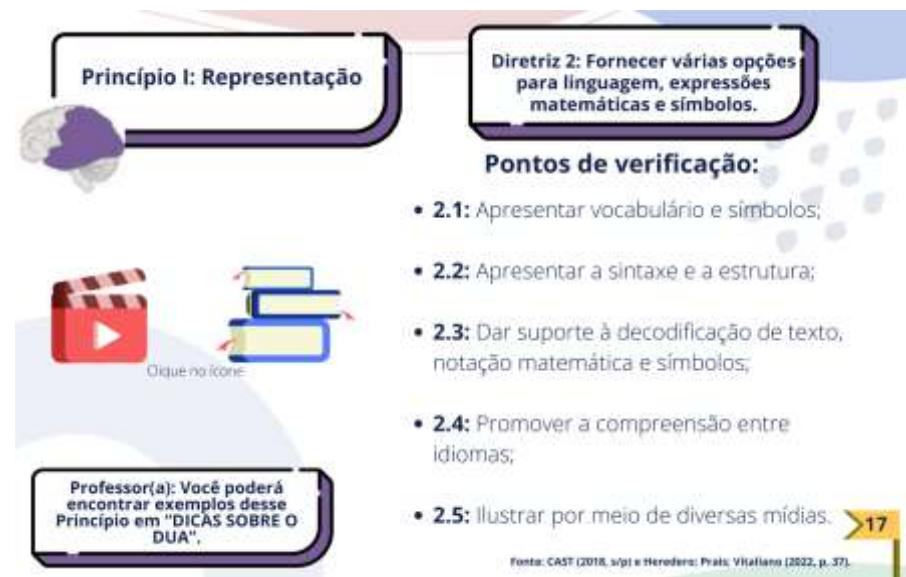 Princípio I: Representação
Diretriz 2: Fornecer várias opções
para linguagem, expressões
matemáticas e símbolos.
Pontos de verificação:
• 2.1: Apresentar vocabulário e símbolos;
• 2.2: Apresentar a sintaxe e a estrutura;
• 2.3: Dar suporte à decodificação de texto,
notação matemática e símbolos;
• 2.4: Promover a compreensão entre
idiomas;
• 2.5: Ilustrar por meio de diversas mídias.
Clique no ícone
Professor(a): Você poderá
encontrar exemplos desse
Princípio em "DICAS SOBRE O
DUA".
17
Fonte: CAST (2018, s/p) e Heredero; Prais; Vitaliano (2022, p. 37).